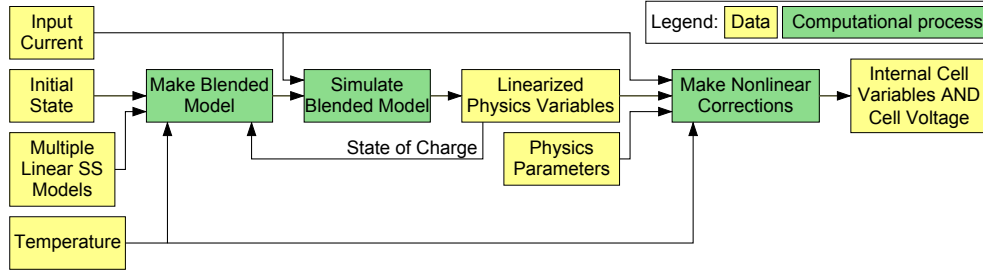 Input
Current
Legend:
Data
Computational process
Initial
State
Make Blended
Model
Simulate
Blended Model
Linearized
Physics Variables
Make Nonlinear
Corrections
Internal Cell
Variables AND
Cell Voltage
State of Charge
Multiple
Linear SS
Models
Physics
Parameters
Temperature